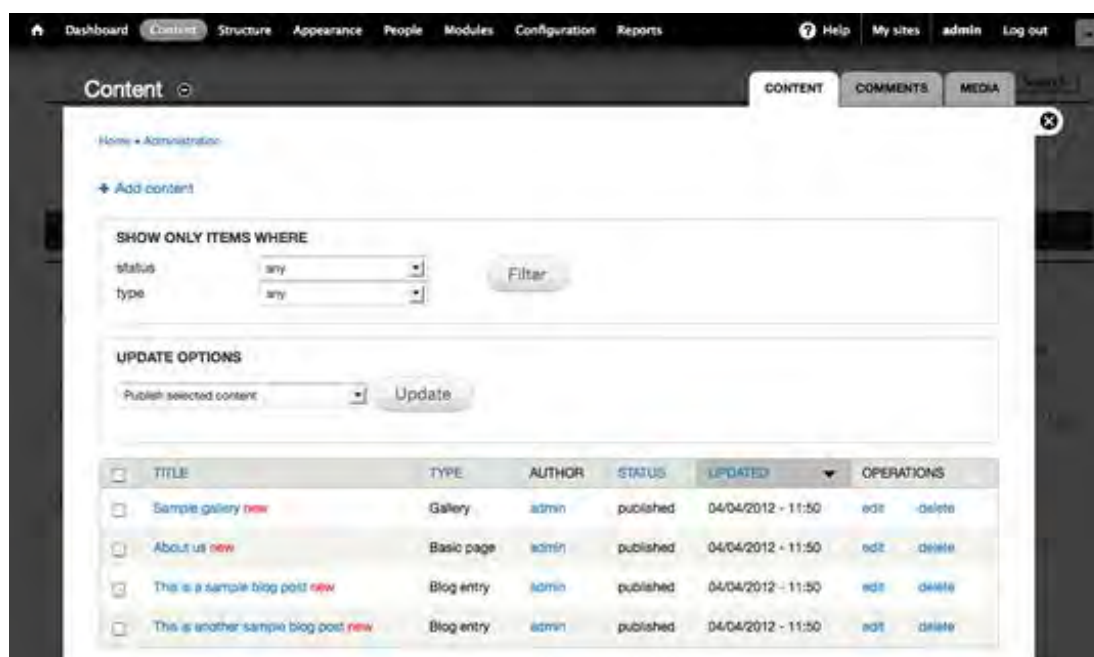 Dashboard Content Structure Appearance People Modules Configuration Reports ? Help My sites admin Log out
Content
CONTENT COMMENTS MEDIA
Home » Administration
+ Add content
SHOW ONLY ITEMS WHERE
status any Filter
type any
UPDATE OPTIONS
Publish selected content Update
TITLE TYPE AUTHOR STATUS UPDATED OPERATIONS
Sample gallery new Gallery admin published 04/04/2012 - 11:50 edit delete
About us new Basic page admin published 04/04/2012 - 11:50 edit delete
This is a sample blog post new Blog entry admin published 04/04/2012 - 11:50 edit delete
This is another sample blog post new Blog entry admin published 04/04/2012 - 11:50 edit delete